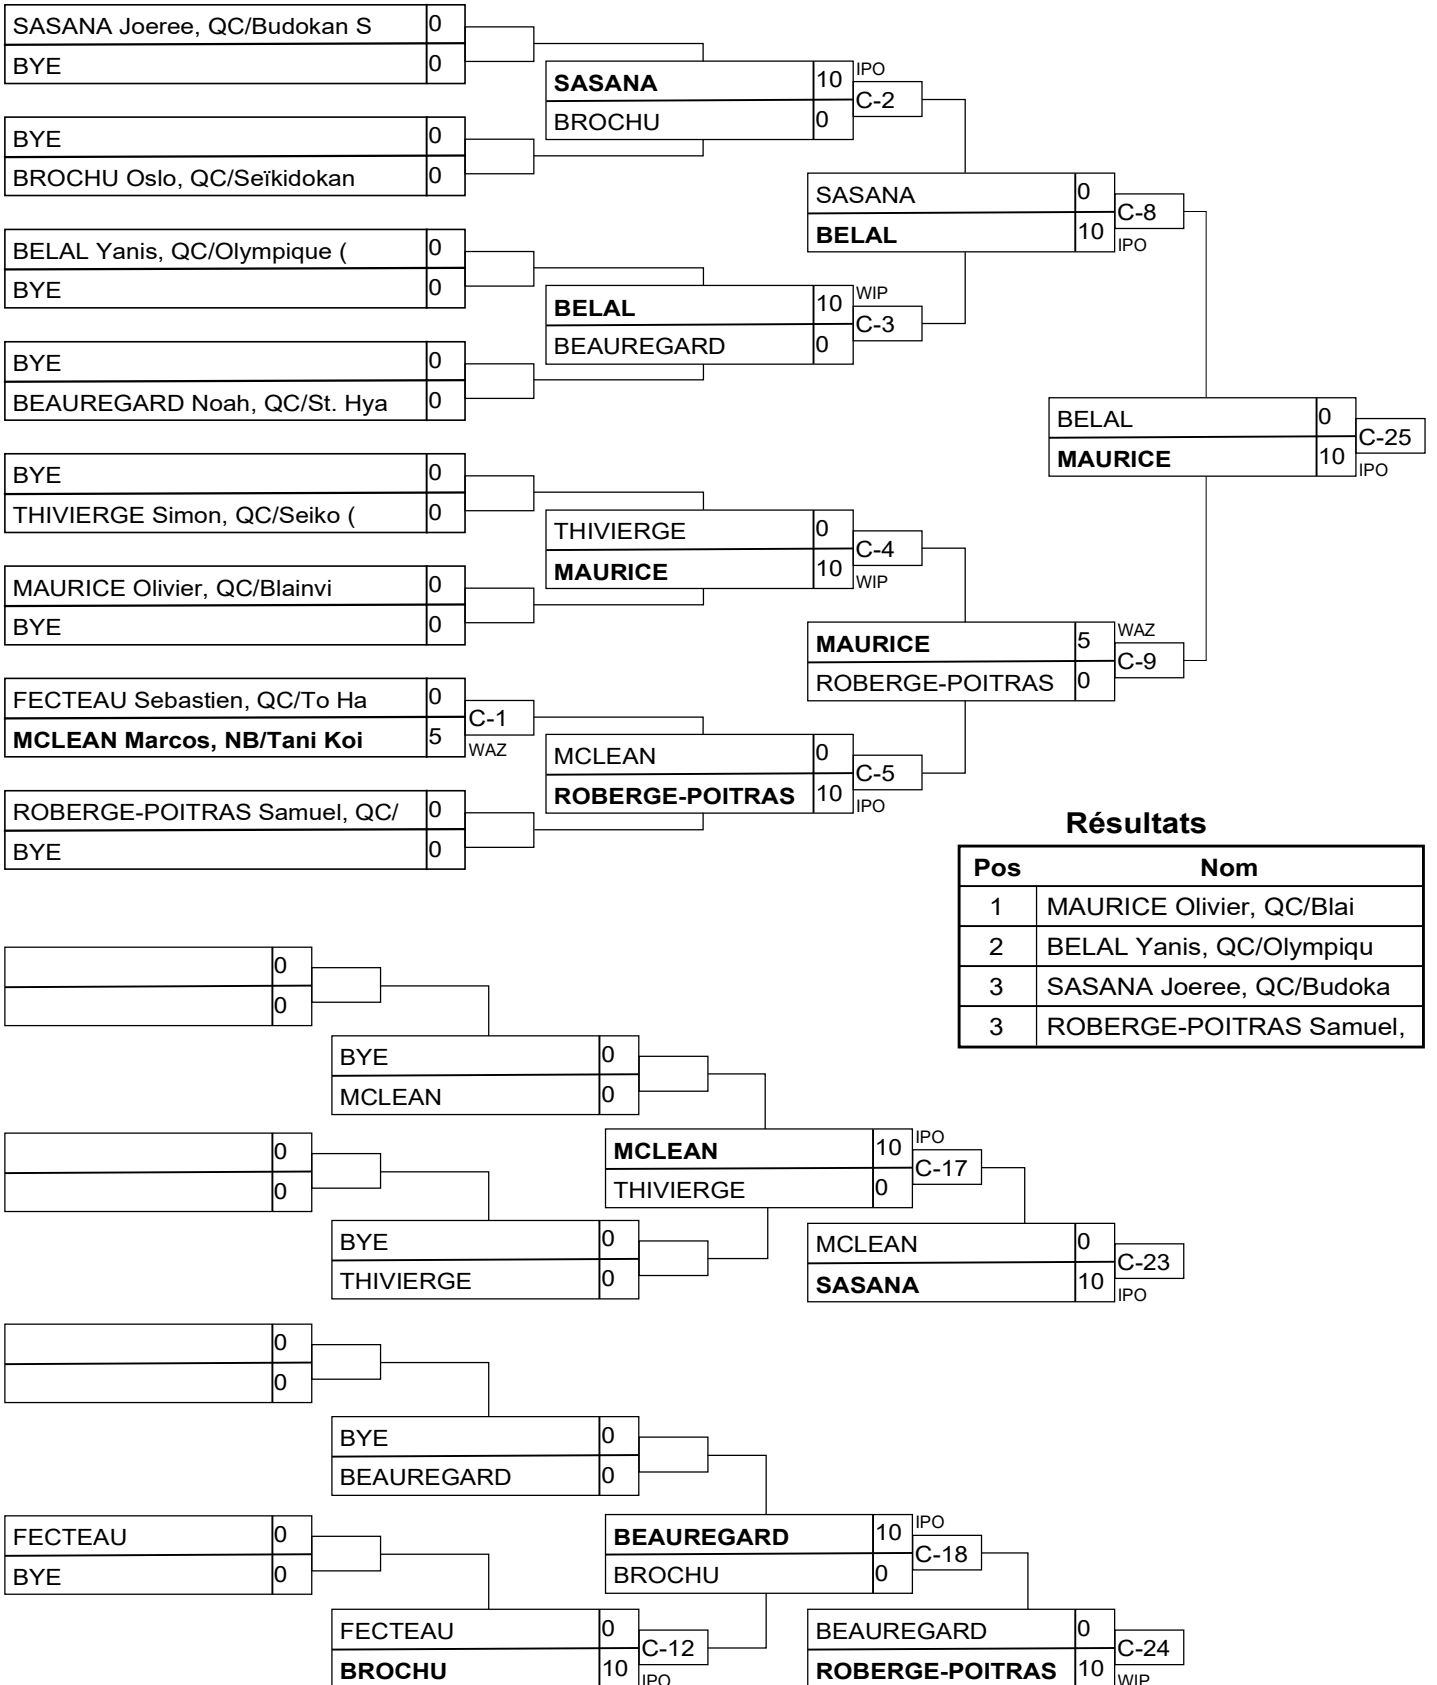 SASANA Joeree, QC/Budokan S 0
BYE 0
BYE 0
BROCHU Oslo, QC/Seïkidokan 0
BELAL Yanis, QC/Olympique ( 0
BYE 0
BYE 0
BEAUREGARD Noah, QC/St. Hya 0
BYE 0
THIVIERGE Simon, QC/Seiko ( 0
MAURICE Olivier, QC/Blainvi 0
BYE 0
FECTEAU Sebastien, QC/To Ha 0
C-1
MCLEAN Marcos, NB/Tani Koi 5
WAZ
ROBERGE-POITRAS Samuel, QC/ 0
BYE 0
SASANA 10 IPO
C-2
BROCHU 0
BELAL 10 WIP
C-3
BEAUREGARD 0
THIVIERGE 0
C-4
MAURICE 10 WIP
MCLEAN 0
C-5
ROBERGE-POITRAS 10 IPO
SASANA 0
C-8
BELAL 10 IPO
MAURICE 5 WAZ
C-9
ROBERGE-POITRAS 0
BELAL 0
C-25
MAURICE 10 IPO
Résultats
Pos Nom
1 MAURICE Olivier, QC/Blai
2 BELAL Yanis, QC/Olympiqu
3 SASANA Joeree, QC/Budoka
3 ROBERGE-POITRAS Samuel,
0
0
BYE 0
MCLEAN 0
0
0
BYE 0
THIVIERGE 0
MCLEAN 10 IPO
C-17
THIVIERGE 0
MCLEAN 0
C-23
SASANA 10 IPO
0
0
BYE 0
BEAUREGARD 0
FECTEAU 0
BYE 0
FECTEAU 0
C-12
BROCHU 10 IPO
BEAUREGARD 10 IPO
C-18
BROCHU 0
BEAUREGARD 0
C-24
ROBERGE-POITRAS 10 WIP